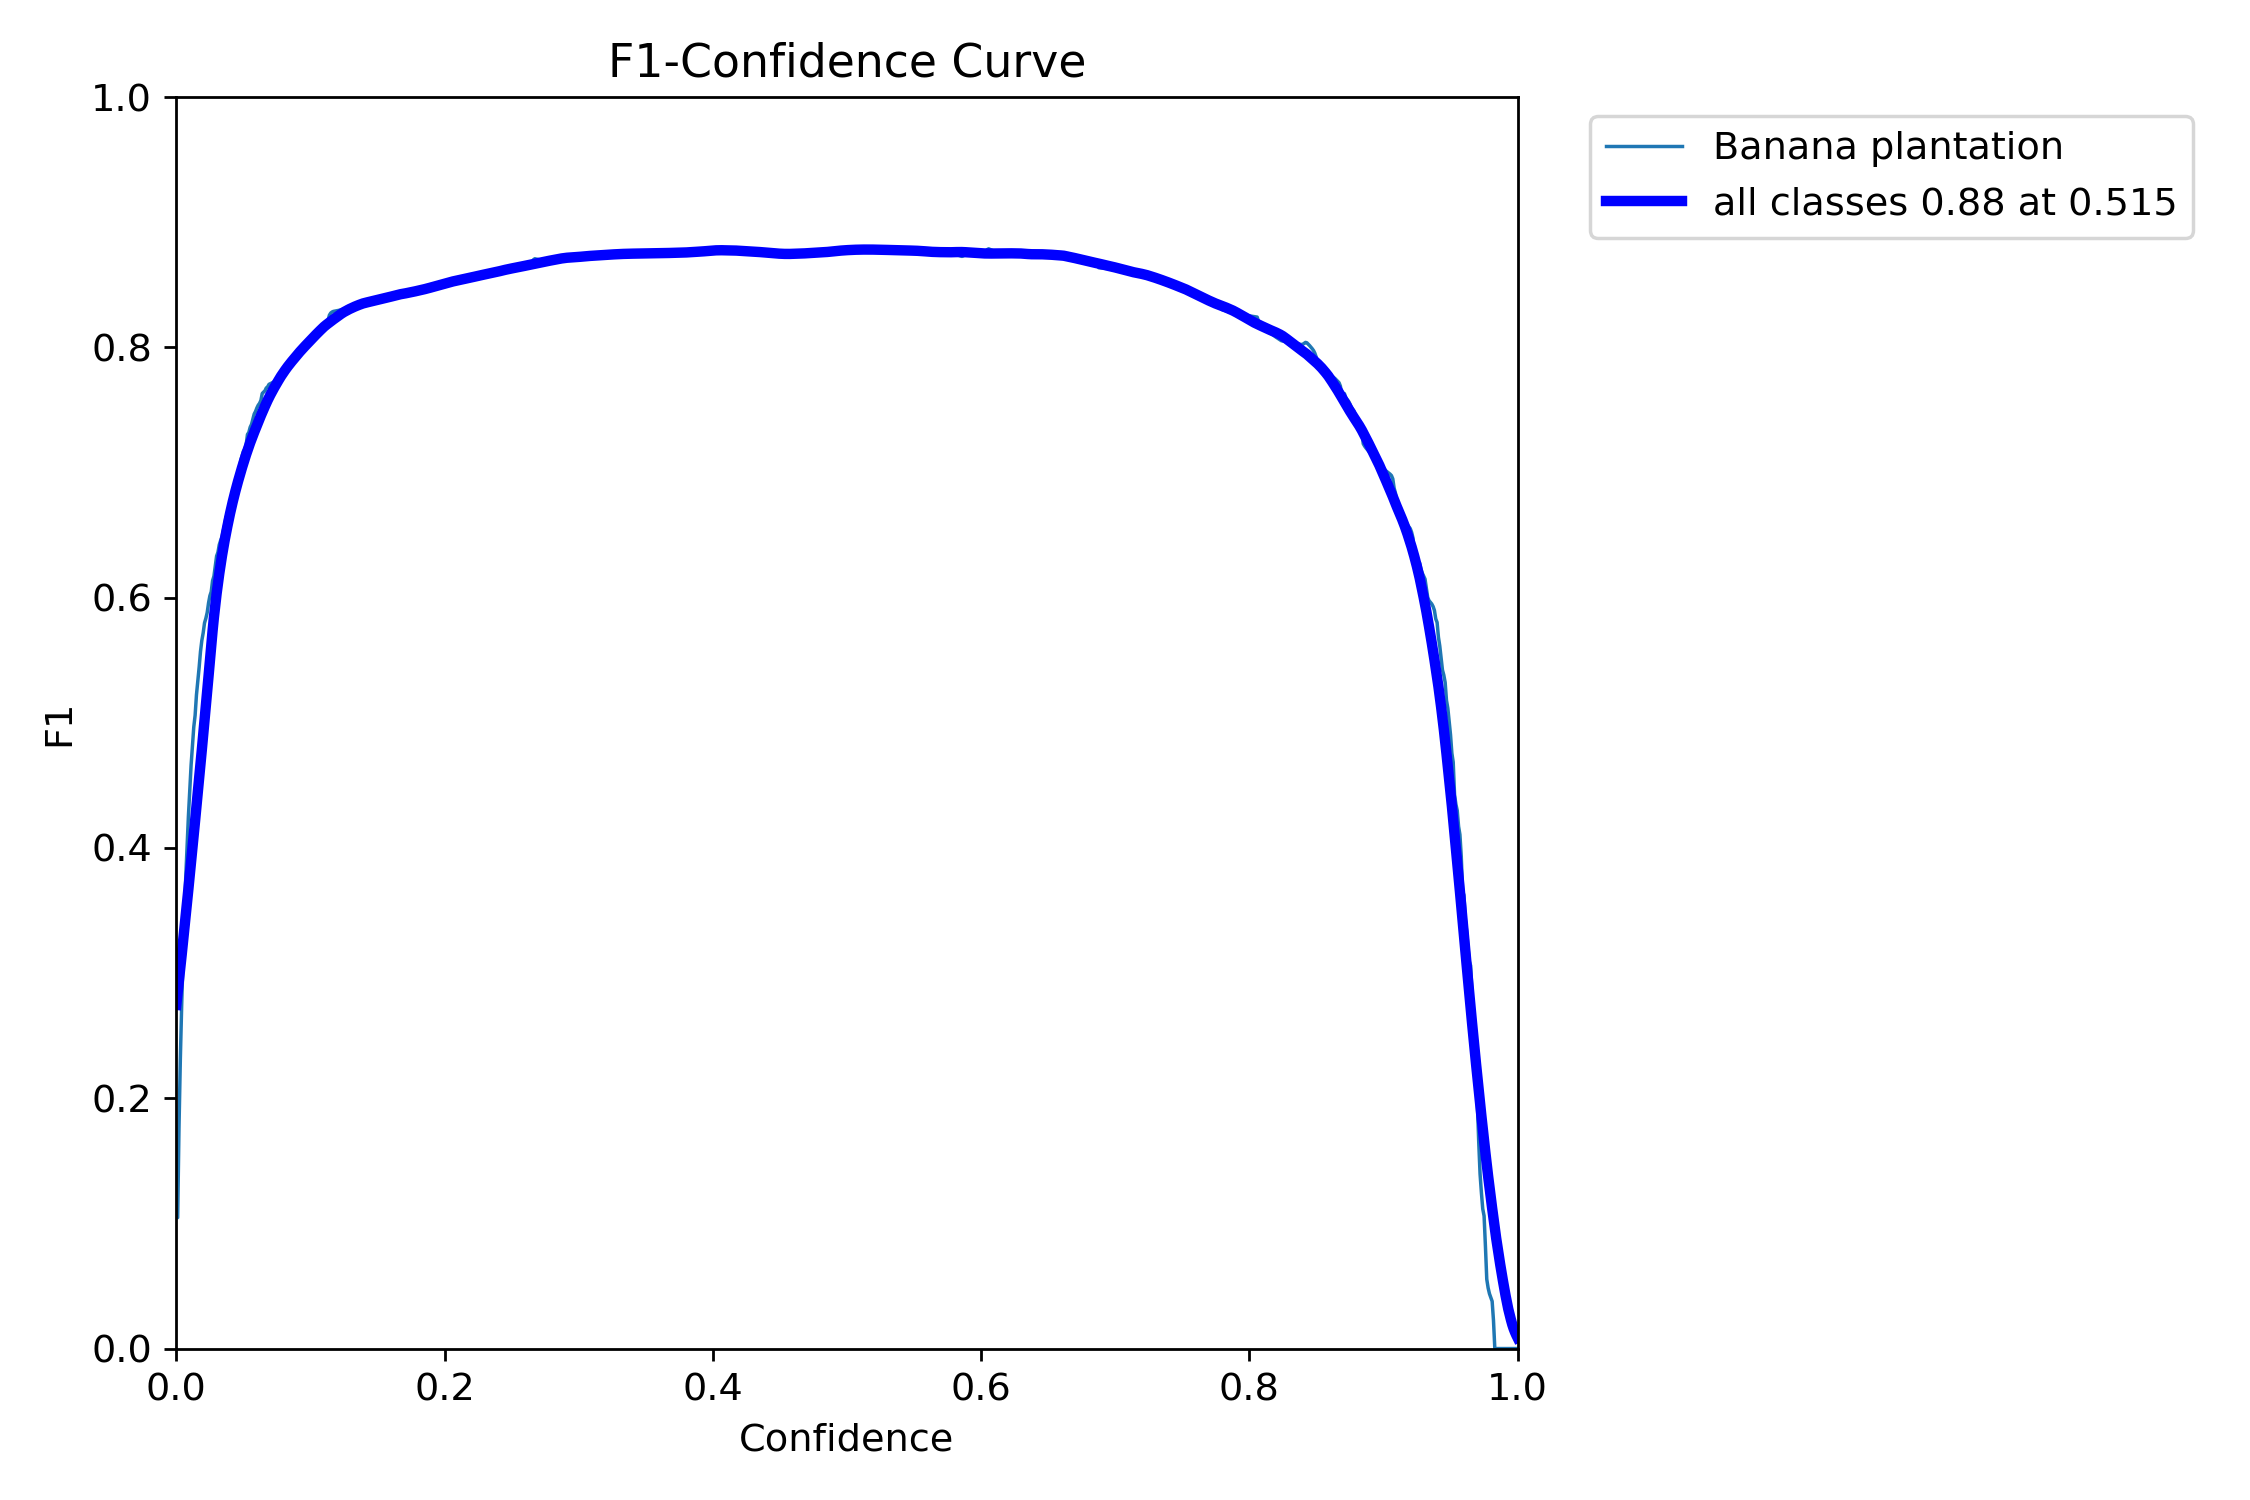 F1-Confidence Curve
Banana plantation
all classes 0.88 at 0.515
1.0
0.8
0.6
0.4
0.2
0.0
F1
0.0 0.2 0.4 0.6 0.8 1.0
Confidence